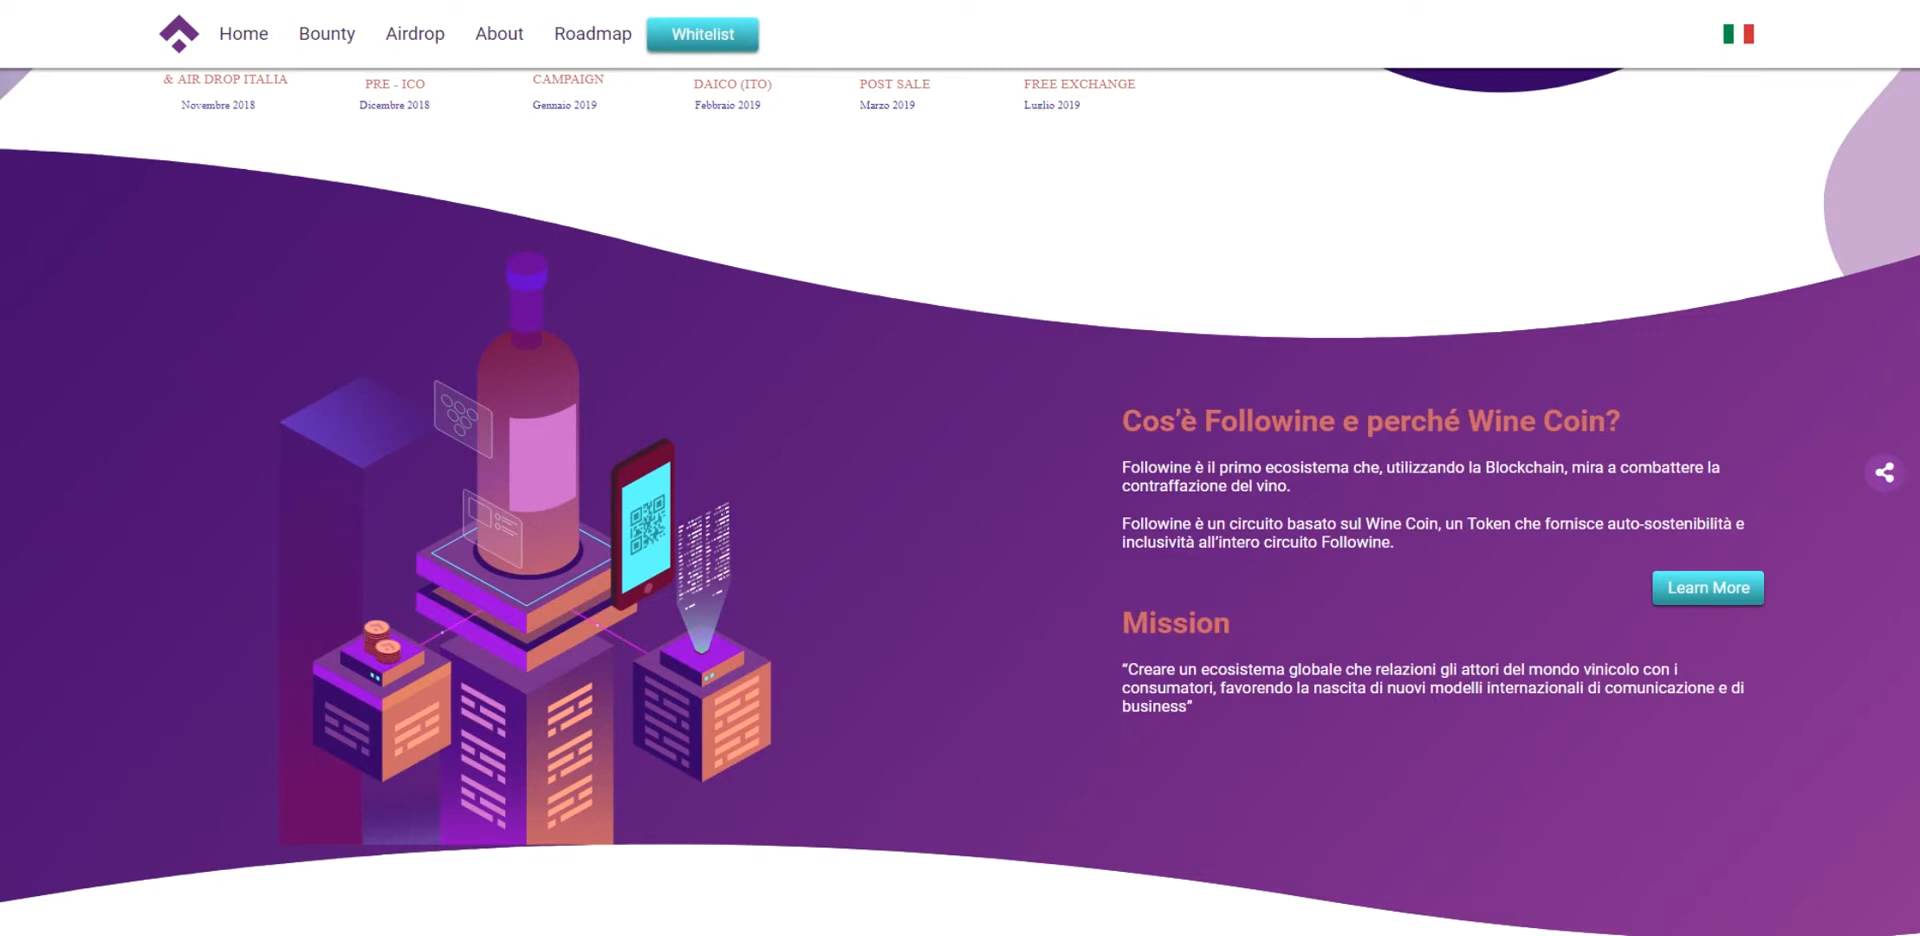 Home Bounty Airdrop About Roadmap Whitelist
& AIR DROP ITALIA
Novembre 2018
PRE - ICO
Dicembre 2018
CAMPAIGN
Gennaio 2019
DAICO (ITO)
Febbraio 2019
POST SALE
Marzo 2019
FREE EXCHANGE
Luglio 2019
Cos’è Followine e perché Wine Coin?
Followine è il primo ecosistema che, utilizzando la Blockchain, mira a combattere la
contraffazione del vino.
Followine è un circuito basato sul Wine Coin, un Token che fornisce auto-sostenibilità e
inclusività all’intero circuito Followine.
Learn More
Mission
“Creare un ecosistema globale che relazioni gli attori del mondo vinicolo con i
consumatori, favorendo la nascita di nuovi modelli internazionali di comunicazione e di
business”